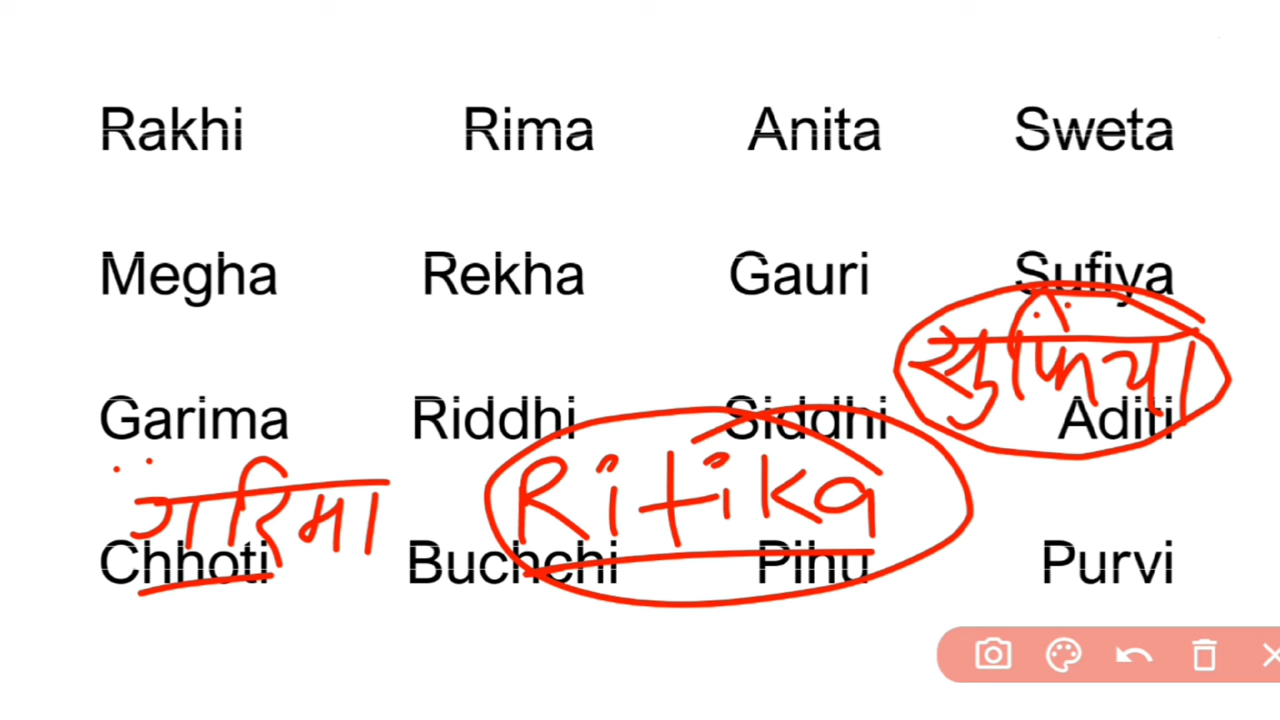 Rakhi Rima Anita Sweta
Megha Rekha Gauri Sufiya
सुफिया
Garima Riddhi Siddhi Aditi
गरिमा Ritika
Chhoti Buchchi Pihu Purvi